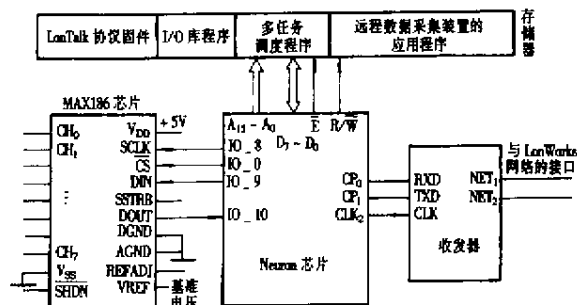 LonTalk 协议固件 I/O 库程序 多任务调度程序 远程数据采集装置的应用程序 存储器
MAX186 芯片
+5V
CH0
CH1
CH7
VSS
SHDN
VDD
SCLK
CS
DIN
SSTRB
DOUT
DGND
AGND
REFADJ
VREF
基准电压
A15 - A0
D7 ~ D0
E
R/W
IO_8
IO_0
IO_9
IO_10
CP0
CP1
CLK2
Neuron 芯片
RXD
TXD
CLK
NET1
NET2
收发器
与 LonWorks
网络的接口